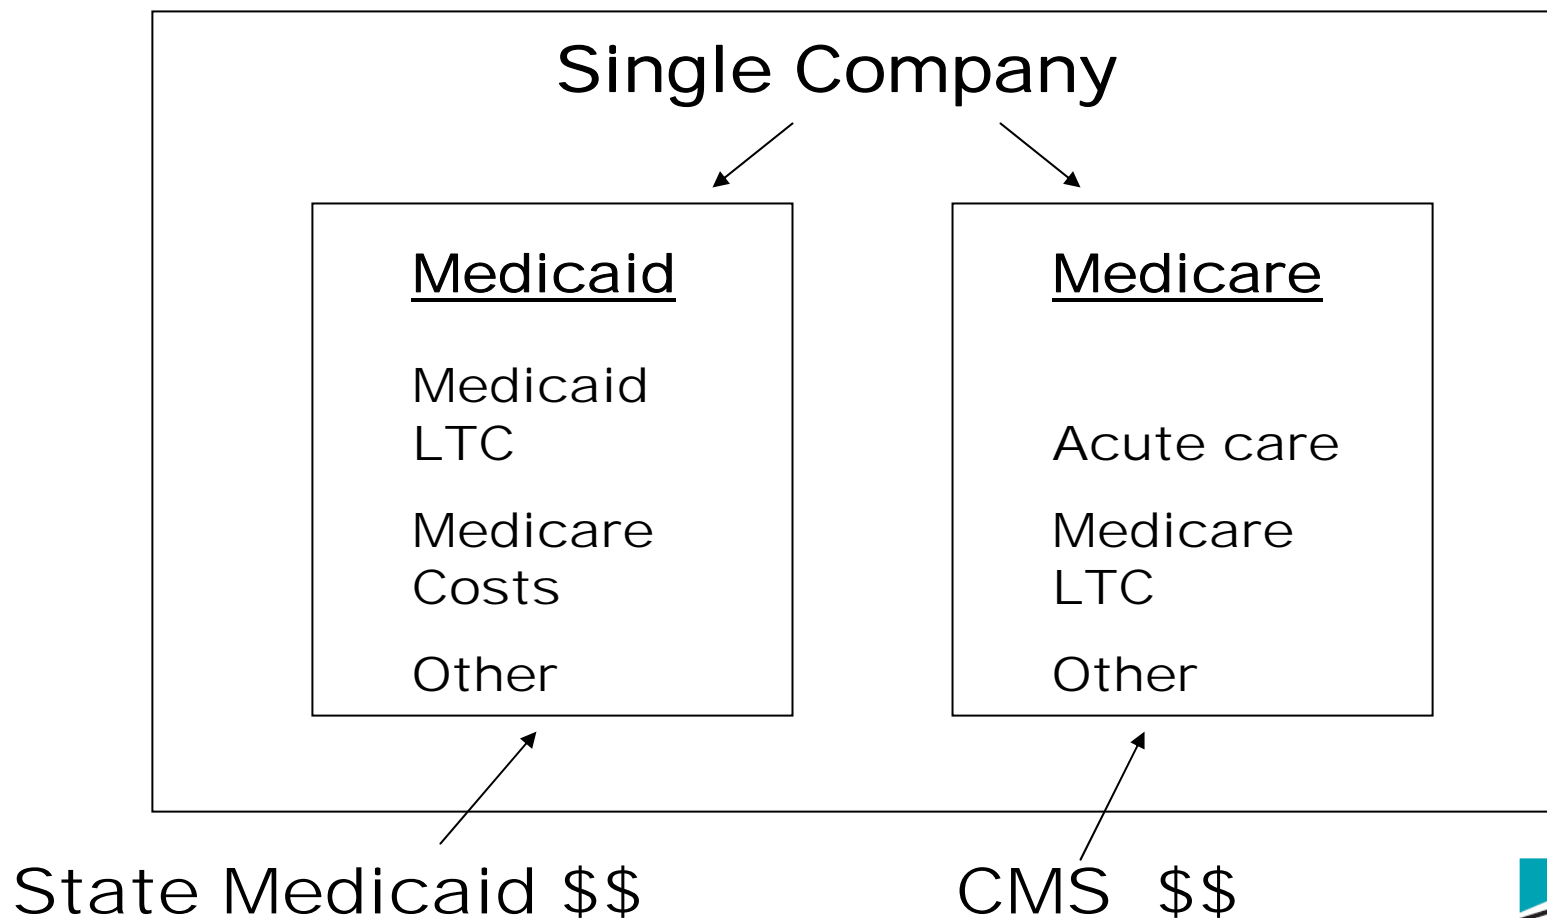 Single Company
Medicaid
Medicaid
LTC
Medicare
Costs
Other
Medicare
Acute care
Medicare
LTC
Other
State Medicaid $$
CMS $$